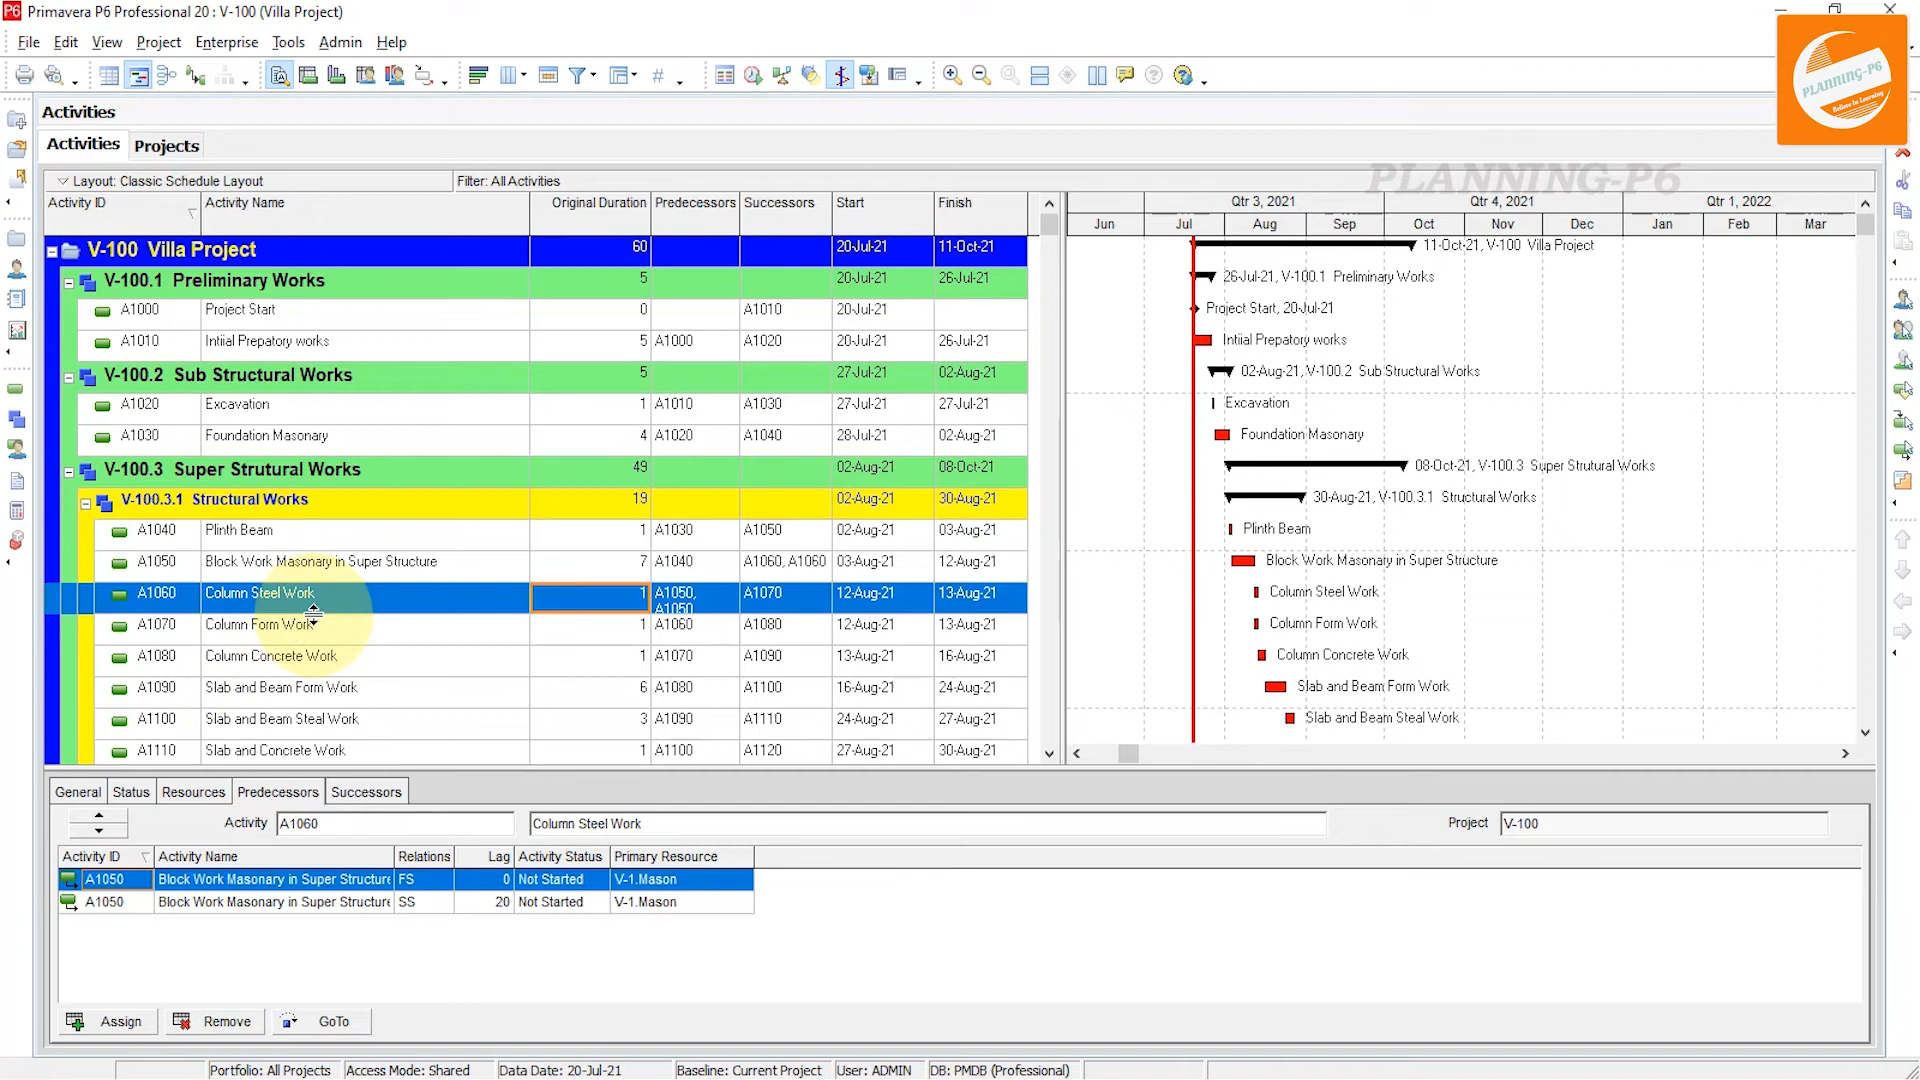 Primavera P6 Professional 20 : V-100 (Villa Project)
File Edit View Project Enterprise Tools Admin Help
PLANNING-P6
Believe In Learning
Activities
Activities Projects
PLANNING-P6
Layout: Classic Schedule Layout Filter: All Activities
Activity ID Activity Name Original Duration Predecessors Successors Start Finish
Qtr 3, 2021 Qtr 4, 2021 Qtr 1, 2022
Jun Jul Aug Sep Oct Nov Dec Jan Feb Mar
V-100 Villa Project 60 20-Jul-21 11-Oct-21 11-Oct-21, V-100 Villa Project
V-100.1 Preliminary Works 5 20-Jul-21 26-Jul-21 26-Jul-21, V-100.1 Preliminary Works
A1000 Project Start 0 A1010 20-Jul-21 Project Start, 20-Jul-21
A1010 Intiial Prepatory works 5 A1000 A1020 20-Jul-21 26-Jul-21 Intiial Prepatory works
V-100.2 Sub Structural Works 5 27-Jul-21 02-Aug-21 02-Aug-21, V-100.2 Sub Structural Works
A1020 Excavation 1 A1010 A1030 27-Jul-21 27-Jul-21 Excavation
A1030 Foundation Masonary 4 A1020 A1040 28-Jul-21 02-Aug-21 Foundation Masonary
V-100.3 Super Strutural Works 49 02-Aug-21 08-Oct-21 08-Oct-21, V-100.3 Super Strutural Works
V-100.3.1 Structural Works 19 02-Aug-21 30-Aug-21 30-Aug-21, V-100.3.1 Structural Works
A1040 Plinth Beam 1 A1030 A1050 02-Aug-21 03-Aug-21 Plinth Beam
A1050 Block Work Masonary in Super Structure 7 A1040 A1060, A1060 03-Aug-21 12-Aug-21 Block Work Masonary in Super Structure
A1060 Column Steel Work 1 A1050, A1050 A1070 12-Aug-21 13-Aug-21 Column Steel Work
A1070 Column Form Work 1 A1060 A1080 12-Aug-21 13-Aug-21 Column Form Work
A1080 Column Concrete Work 1 A1070 A1090 13-Aug-21 16-Aug-21 Column Concrete Work
A1090 Slab and Beam Form Work 6 A1080 A1100 16-Aug-21 24-Aug-21 Slab and Beam Form Work
A1100 Slab and Beam Steal Work 3 A1090 A1110 24-Aug-21 27-Aug-21 Slab and Beam Steal Work
A1110 Slab and Concrete Work 1 A1100 A1120 27-Aug-21 30-Aug-21
General Status Resources Predecessors Successors
Activity A1060 Column Steel Work Project V-100
Activity ID Activity Name Relations Lag Activity Status Primary Resource
A1050 Block Work Masonary in Super Structure FS 0 Not Started V-1.Mason
A1050 Block Work Masonary in Super Structure SS 20 Not Started V-1.Mason
Assign Remove GoTo
Portfolio: All Projects Access Mode: Shared Data Date: 20-Jul-21 Baseline: Current Project User: ADMIN DB: PMDB (Professional)